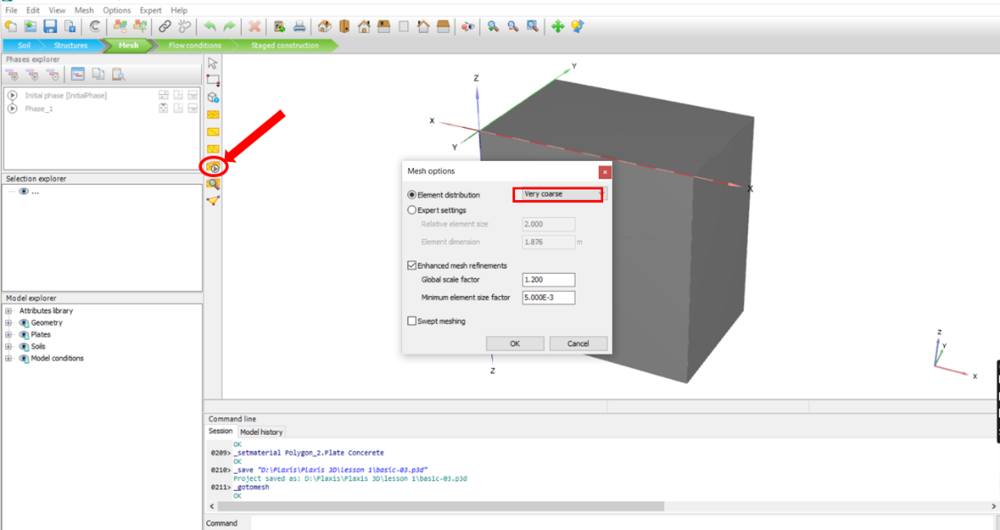 File Edit View Mesh Options Expert Help
Soil Structures Mesh Flow conditions Staged construction
Phases explorer
Initial phase [InitialPhase]
Phase_1
Selection explorer
...
Model explorer
Attributes library
Geometry
Plates
Soils
Model conditions
Z
Y
X
Y
X
Z
Mesh options
Element distribution Very coarse
Expert settings
Relative element size 2.000
Element dimension 1.876 m
Enhanced mesh refinements
Global scale factor 1.200
Minimum element size factor 5.000E-3
Swept meshing
OK Cancel
Z
Y
X
Command line
Session Model history
OK
0209> _setmaterial Polygon_2.Plate Concerete
OK
0210> _save "D:\Plaxis\Plaxis 3D\lesson 1\basic-03.p3d"
Project saved as: D:\Plaxis\Plaxis 3D\lesson 1\basic-03.p3d
0211> _gotomesh
OK
Command